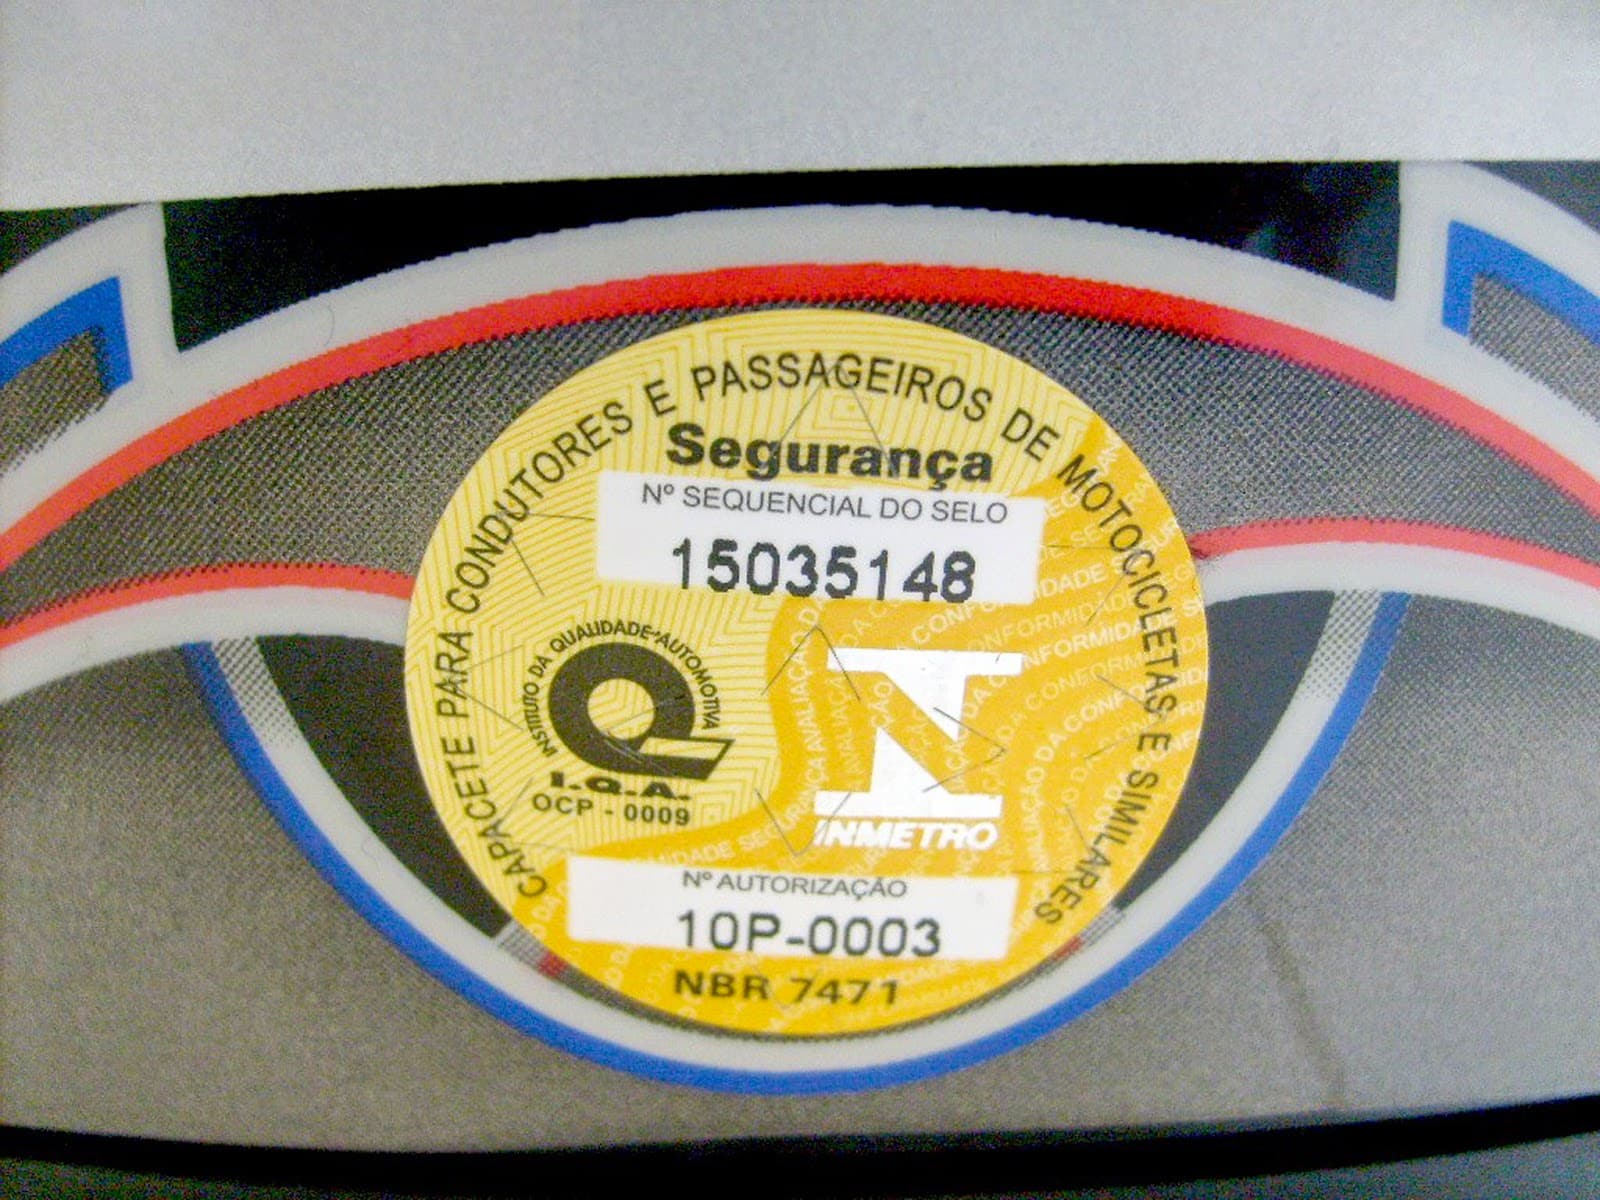 CAPACETE PARA CONDUTORES E PASSAGEIROS DE MOTOCICLETAS E SIMILARES
Segurança
Nº SEQUENCIAL DO SELO
15035148
INSTITUTO DA QUALIDADE AUTOMOTIVA
I.Q.A.
OCP - 0009
INMETRO
Nº AUTORIZAÇÃO
10P-0003
NBR 7471